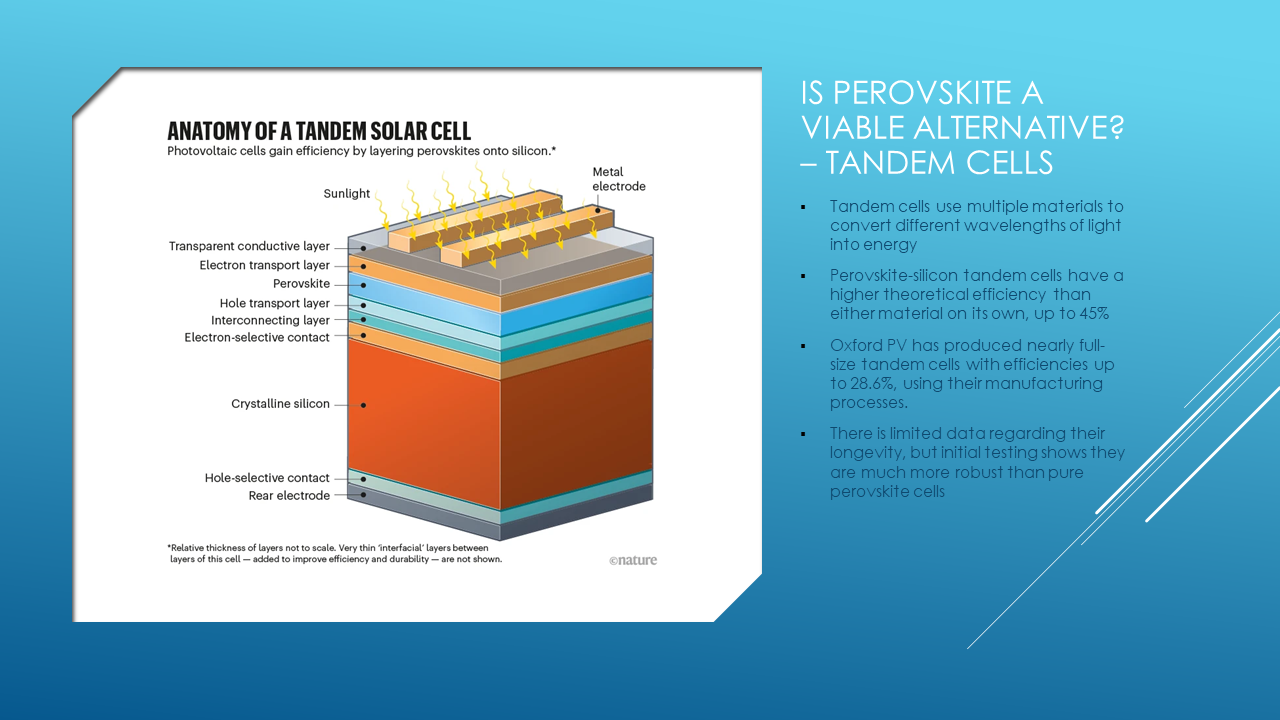 ANATOMY OF A TANDEM SOLAR CELL
Photovoltaic cells gain efficiency by layering perovskites onto silicon.*
Metal
electrode
Sunlight
Transparent conductive layer
Electron transport layer
Perovskite
Hole transport layer
Interconnecting layer
Electron-selective contact
Crystalline silicon
Hole-selective contact
Rear electrode
*Relative thickness of layers not to scale. Very thin ‘interfacial’ layers between
layers of this cell — added to improve efficiency and durability — are not shown.
©nature
IS PEROVSKITE A
VIABLE ALTERNATIVE?
– TANDEM CELLS
▪ Tandem cells use multiple materials to
convert different wavelengths of light
into energy
▪ Perovskite-silicon tandem cells have a
higher theoretical efficiency than
either material on its own, up to 45%
▪ Oxford PV has produced nearly full-
size tandem cells with efficiencies up
to 28.6%, using their manufacturing
processes.
▪ There is limited data regarding their
longevity, but initial testing shows they
are much more robust than pure
perovskite cells